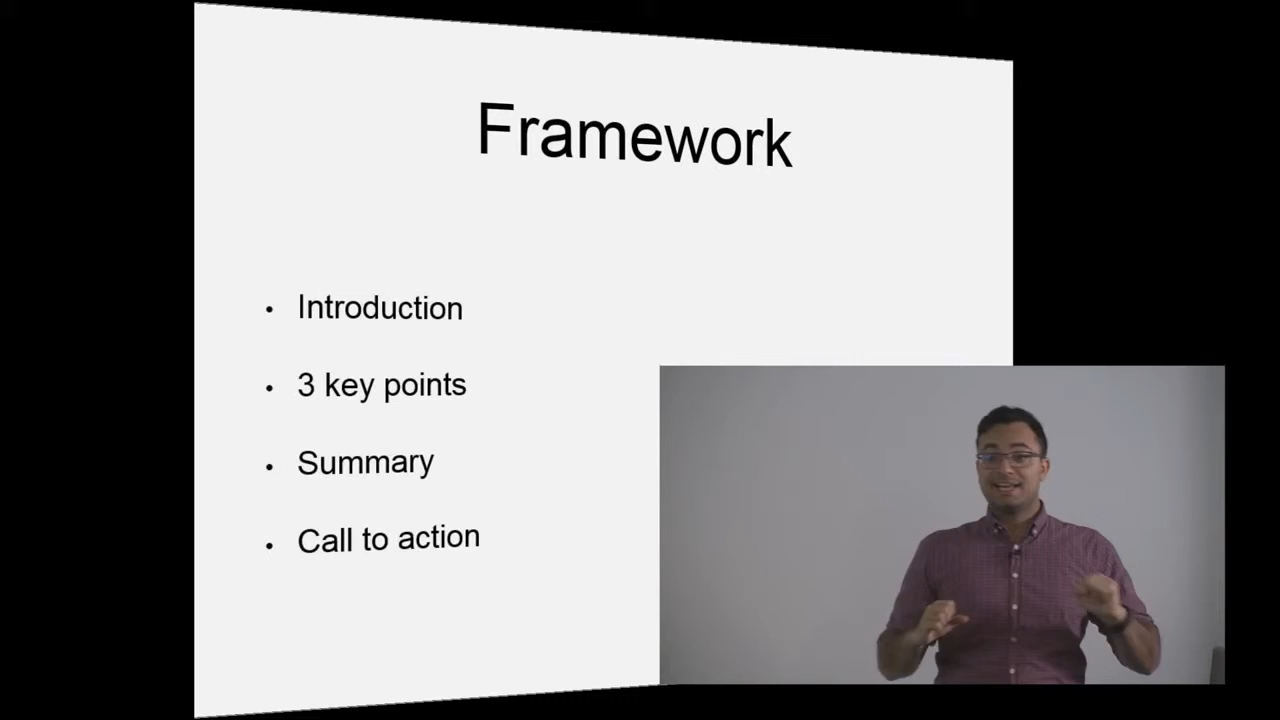 Framework
• Introduction
• 3 key points
• Summary
• Call to action